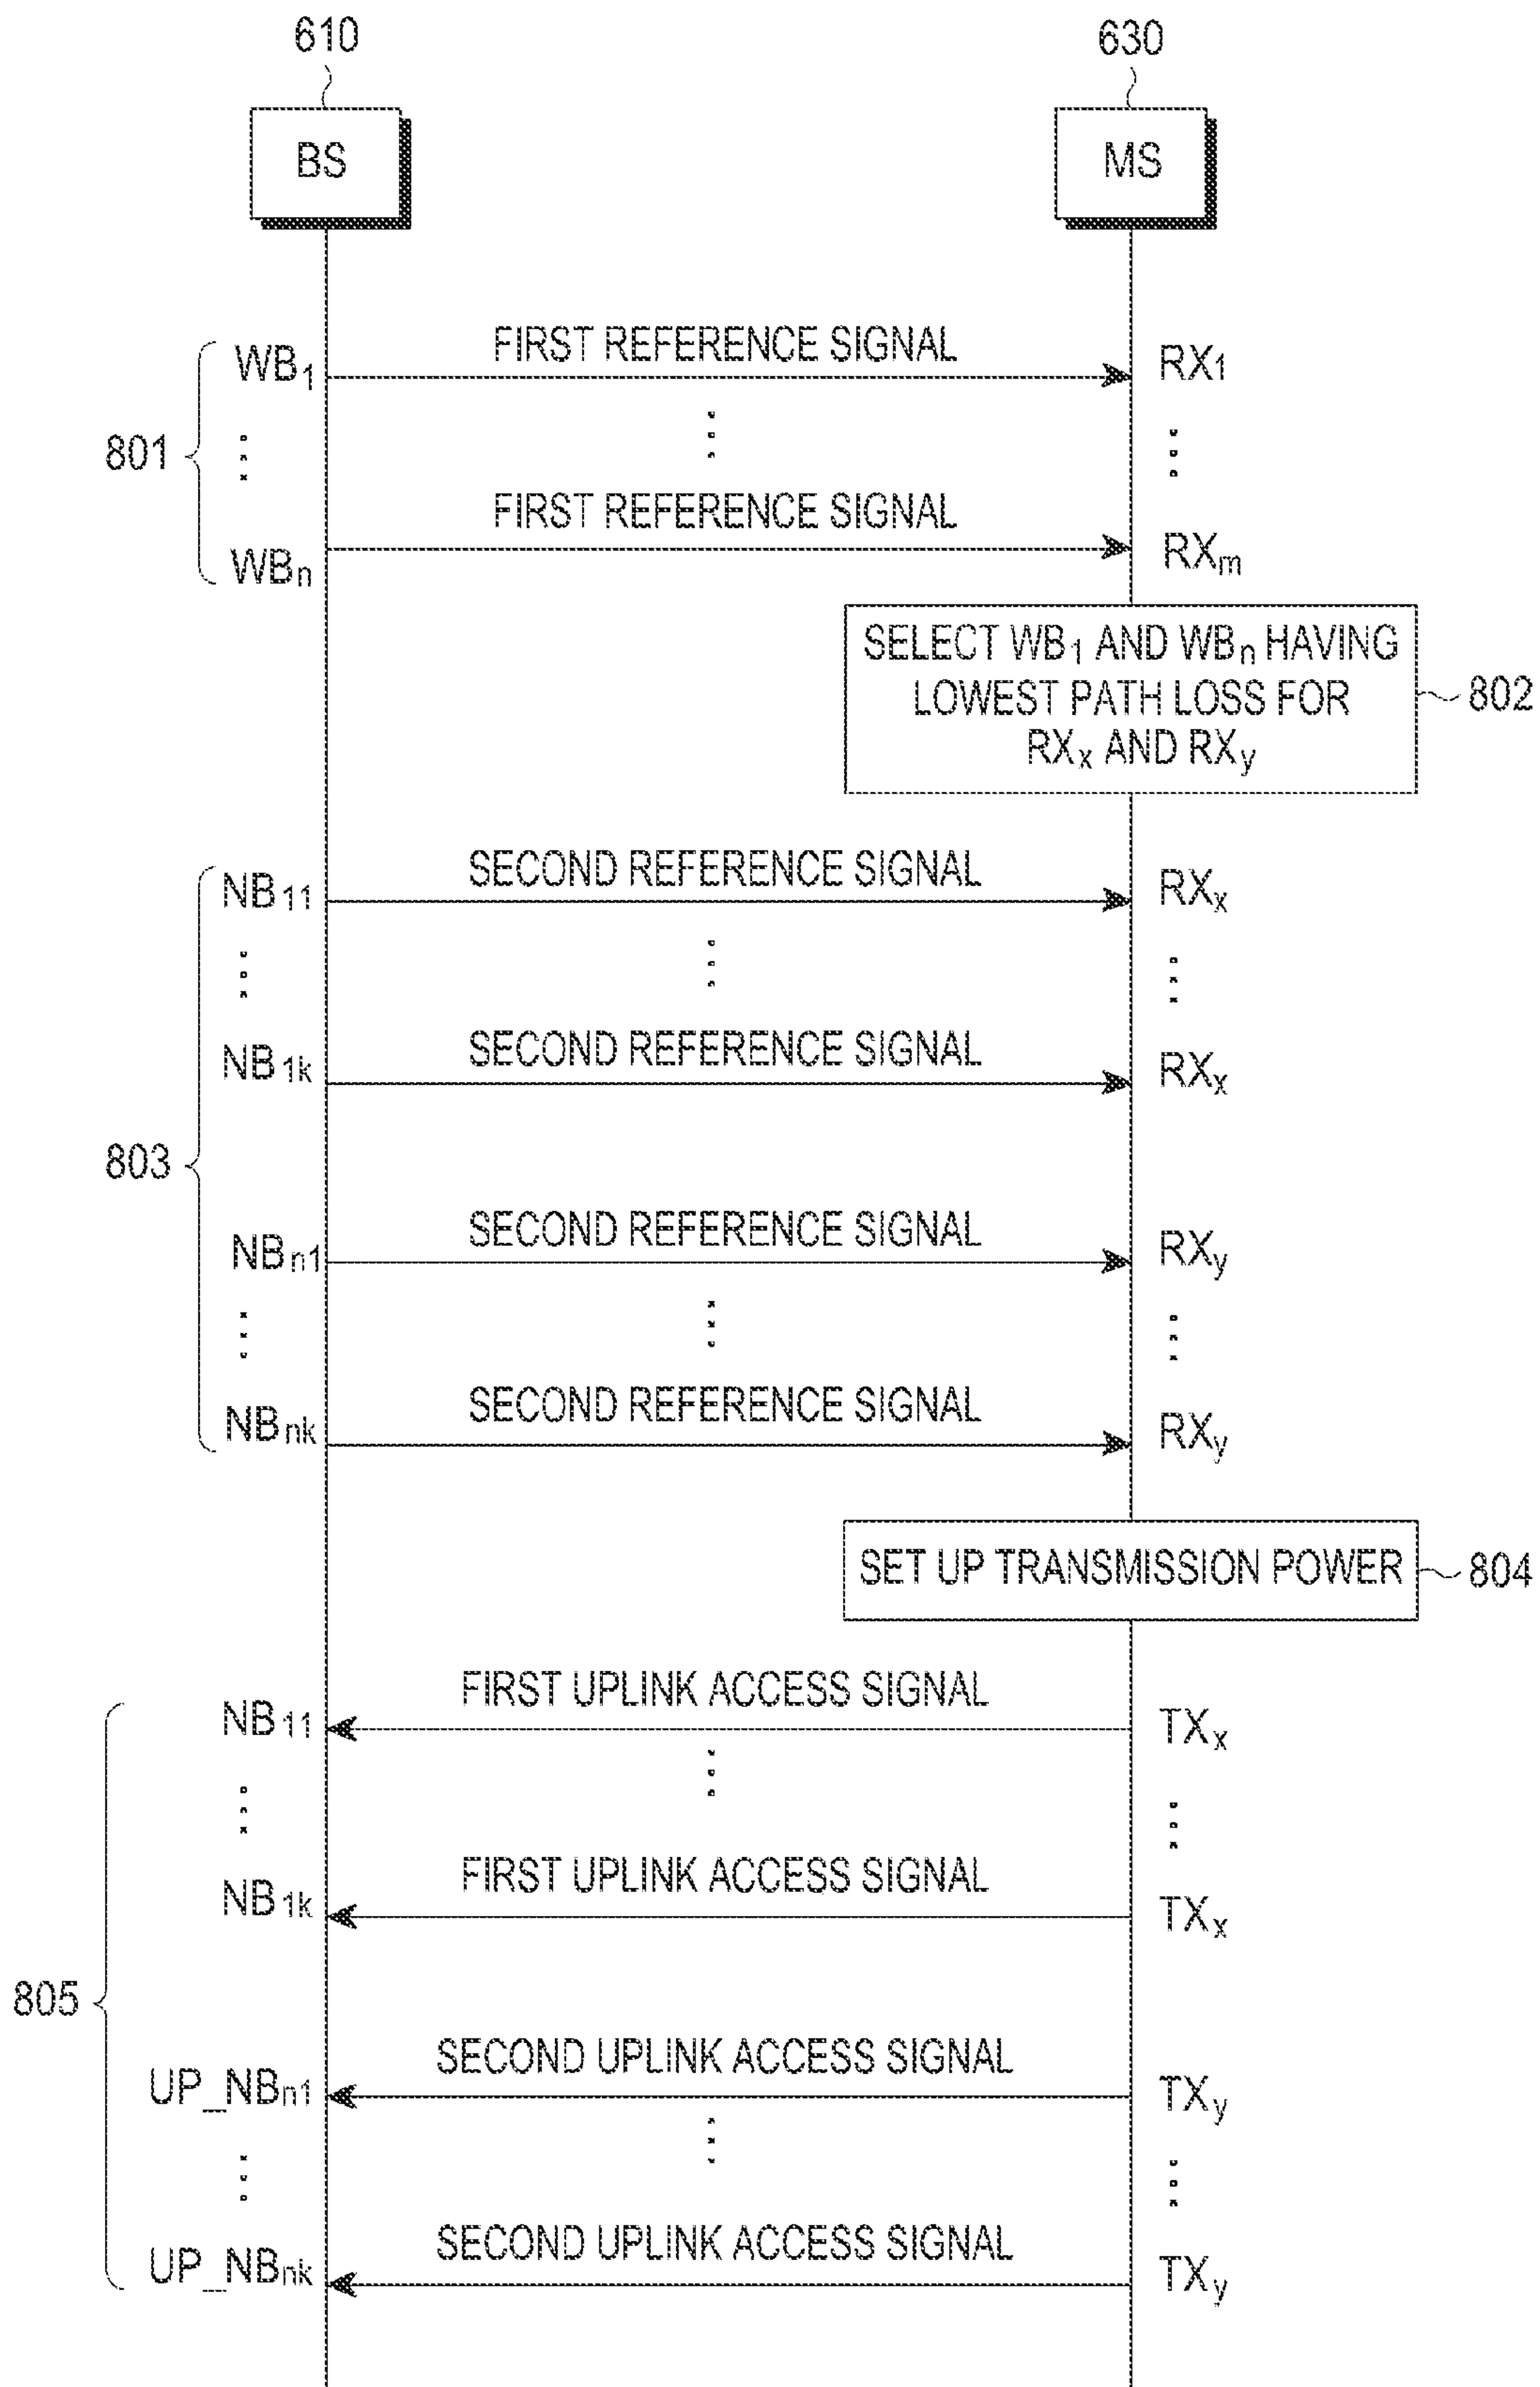 610
630
BS
MS
WB1 FIRST REFERENCE SIGNAL RX1
801
WBn FIRST REFERENCE SIGNAL RXm
SELECT WB1 AND WBn HAVING
LOWEST PATH LOSS FOR
RXx AND RXy
802
NB11 SECOND REFERENCE SIGNAL RXx
NB1k SECOND REFERENCE SIGNAL RXx
803
NBn1 SECOND REFERENCE SIGNAL RXy
NBnk SECOND REFERENCE SIGNAL RXy
SET UP TRANSMISSION POWER
804
NB11 FIRST UPLINK ACCESS SIGNAL TXx
NB1k FIRST UPLINK ACCESS SIGNAL TXx
805
UP_NBn1 SECOND UPLINK ACCESS SIGNAL TXy
UP_NBnk SECOND UPLINK ACCESS SIGNAL TXy